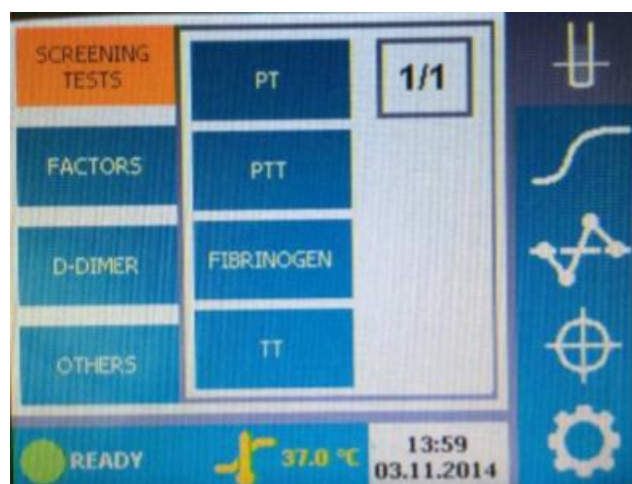 SCREENING
TESTS
FACTORS
D-DIMER
OTHERS
PT
PTT
FIBRINOGEN
TT
1/1
READY
37.0 °C
13:59
03.11.2014